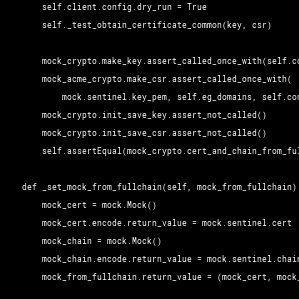 self.client.config.dry_run = True
self._test_obtain_certificate_common(key, csr)
mock_crypto.make_key.assert_called_once_with(self.co
mock_acme_crypto.make_csr.assert_called_once_with(
mock.sentinel.key_pem, self.eg_domains, self.con
mock_crypto.init_save_key.assert_not_called()
mock_crypto.init_save_csr.assert_not_called()
self.assertEqual(mock_crypto.cert_and_chain_from_ful
def _set_mock_from_fullchain(self, mock_from_fullchain)
mock_cert = mock.Mock()
mock_cert.encode.return_value = mock.sentinel.cert
mock_chain = mock.Mock()
mock_chain.encode.return_value = mock.sentinel.chain
mock_from_fullchain.return_value = (mock_cert, mock_